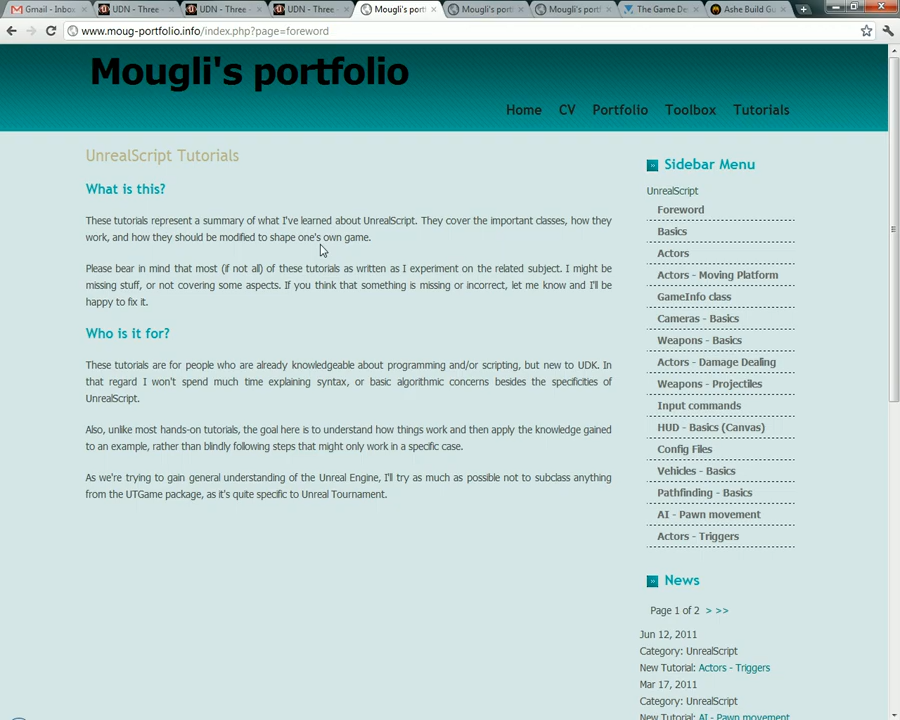 Gmail - Inbox
UDN - Three
UDN - Three
UDN - Three
Mougli's portf
Mougli's portf
Mougli's portf
The Game De
Ashe Build Gu
www.moug-portfolio.info/index.php?page=foreword
Mougli's portfolio
Home CV Portfolio Toolbox Tutorials
UnrealScript Tutorials
What is this?
These tutorials represent a summary of what I've learned about UnrealScript. They cover the important classes, how they
work, and how they should be modified to shape one's own game.
Please bear in mind that most (if not all) of these tutorials as written as I experiment on the related subject. I might be
missing stuff, or not covering some aspects. If you think that something is missing or incorrect, let me know and I'll be
happy to fix it.
Who is it for?
These tutorials are for people who are already knowledgeable about programming and/or scripting, but new to UDK. In
that regard I won't spend much time explaining syntax, or basic algorithmic concerns besides the specificities of
UnrealScript.
Also, unlike most hands-on tutorials, the goal here is to understand how things work and then apply the knowledge gained
to an example, rather than blindly following steps that might only work in a specific case.
As we're trying to gain general understanding of the Unreal Engine, I'll try as much as possible not to subclass anything
from the UTGame package, as it's quite specific to Unreal Tournament.
Sidebar Menu
UnrealScript
Foreword
Basics
Actors
Actors - Moving Platform
GameInfo class
Cameras - Basics
Weapons - Basics
Actors - Damage Dealing
Weapons - Projectiles
Input commands
HUD - Basics (Canvas)
Config Files
Vehicles - Basics
Pathfinding - Basics
AI - Pawn movement
Actors - Triggers
News
Page 1 of 2 > >>
Jun 12, 2011
Category: UnrealScript
New Tutorial: Actors - Triggers
Mar 17, 2011
Category: UnrealScript
New Tutorial: AI - Pawn movement